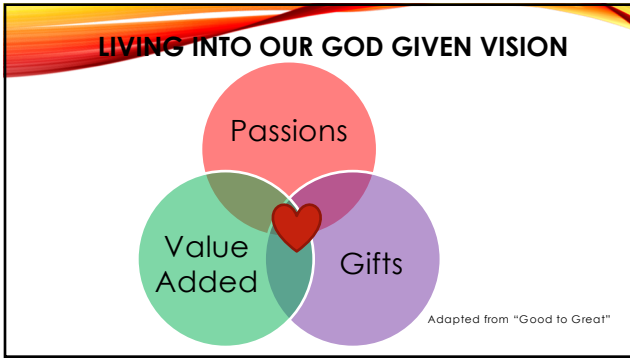 LIVING INTO OUR GOD GIVEN VISION
Passions
Value
Added
Gifts
Adapted from “Good to Great”